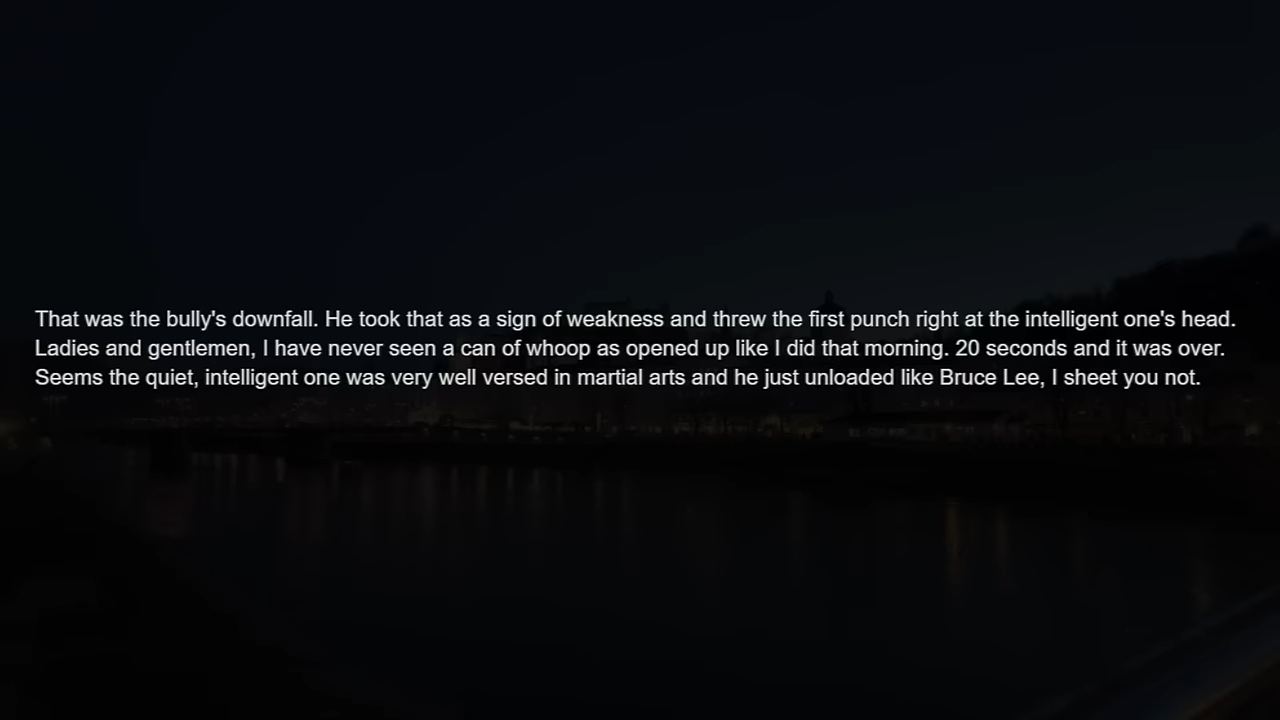 That was the bully's downfall. He took that as a sign of weakness and threw the first punch right at the intelligent one's head.
Ladies and gentlemen, I have never seen a can of whoop as opened up like I did that morning. 20 seconds and it was over.
Seems the quiet, intelligent one was very well versed in martial arts and he just unloaded like Bruce Lee, I sheet you not.